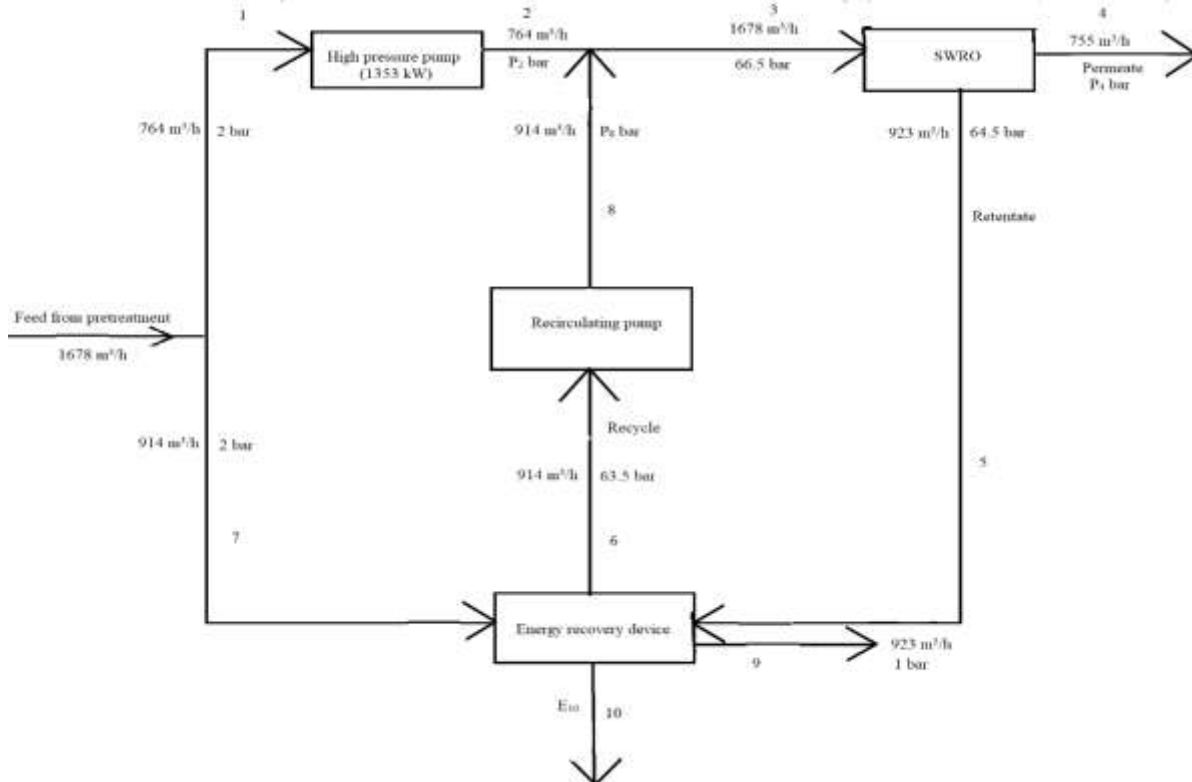 1
2
3
4
High pressure pump
(1353 kW)
764 m³/h
P₂ bar
1678 m³/h
66.5 bar
SWRO
755 m³/h
Permeate
P₄ bar
764 m³/h
2 bar
914 m³/h
P₈ bar
923 m³/h
64.5 bar
8
Retentate
Feed from pretreatment
1678 m³/h
Recirculating pump
914 m³/h
2 bar
Recycle
914 m³/h
63.5 bar
5
7
6
Energy recovery device
923 m³/h
1 bar
9
E₁₀
10